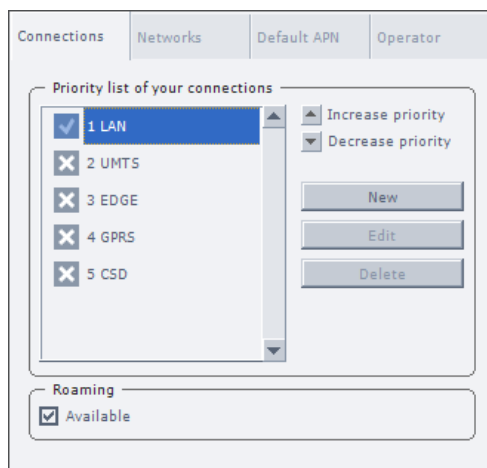 Connections Networks Default APN Operator
Priority list of your connections
1 LAN
2 UMTS
3 EDGE
4 GPRS
5 CSD
Increase priority
Decrease priority
New
Edit
Delete
Roaming
Available